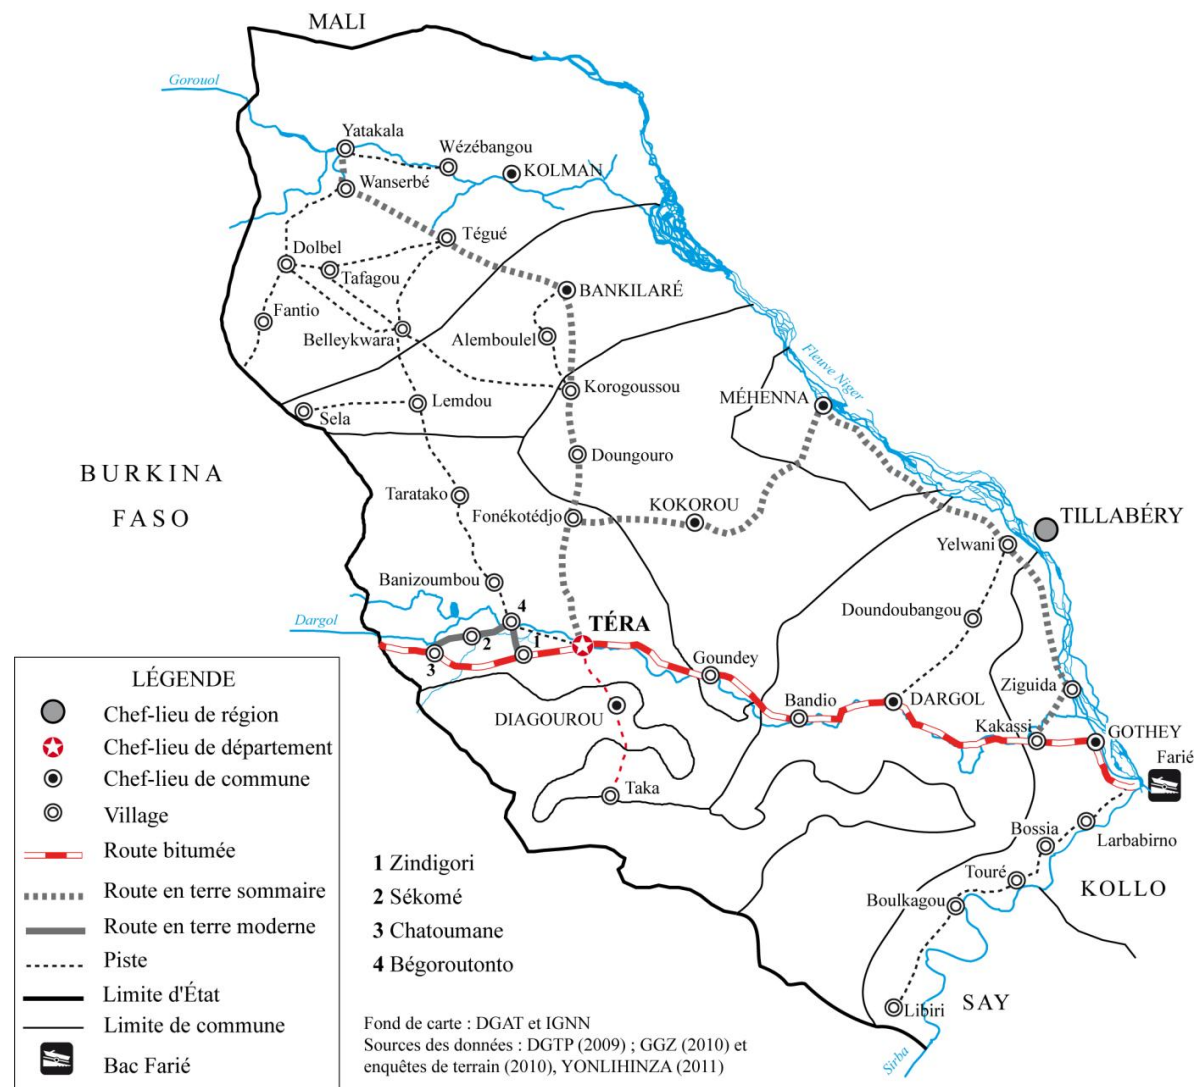 MALI
Gorouol
Yatakala
Wézébangou
KOLMAN
Wanserbé
Tégué
Dolbel
Tafagou
BANKILARÉ
Fantio
Belleykwara
Alemboulel
Fleuve Niger
Korogoussou
MÉHENNA
Sela
Lemdou
BURKINA
FASO
Doungouro
Taratako
Fonékotédjo
KOKOROU
TILLABÉRY
Yelwani
Banizoumbou
Doundoubangou
Dargol
4
TÉRA
2
1
3
Goundey
Ziguida
DIAGOUROU
Bandio
DARGOL
Kakassi
GOTHEY
Farié
Taka
Larbabirno
Bossia
Touré
KOLLO
Boulkagou
SAY
Libiri
Sirba
LÉGENDE
Chef-lieu de région
Chef-lieu de département
Chef-lieu de commune
Village
Route bitumée
Route en terre sommaire
Route en terre moderne
Piste
Limite d'État
Limite de commune
Bac Farié
1 Zindigori
2 Sékomé
3 Chatoumane
4 Bégoroutonto
Fond de carte : DGAT et IGNN
Sources des données : DGTP (2009) ; GGZ (2010) et
enquêtes de terrain (2010), YONLIHINZA (2011)